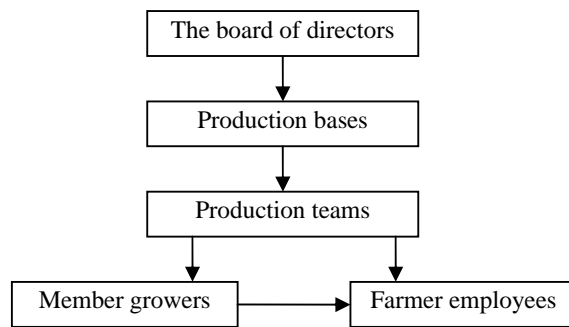 The board of directors
Production bases
Production teams
Member growers
Farmer employees